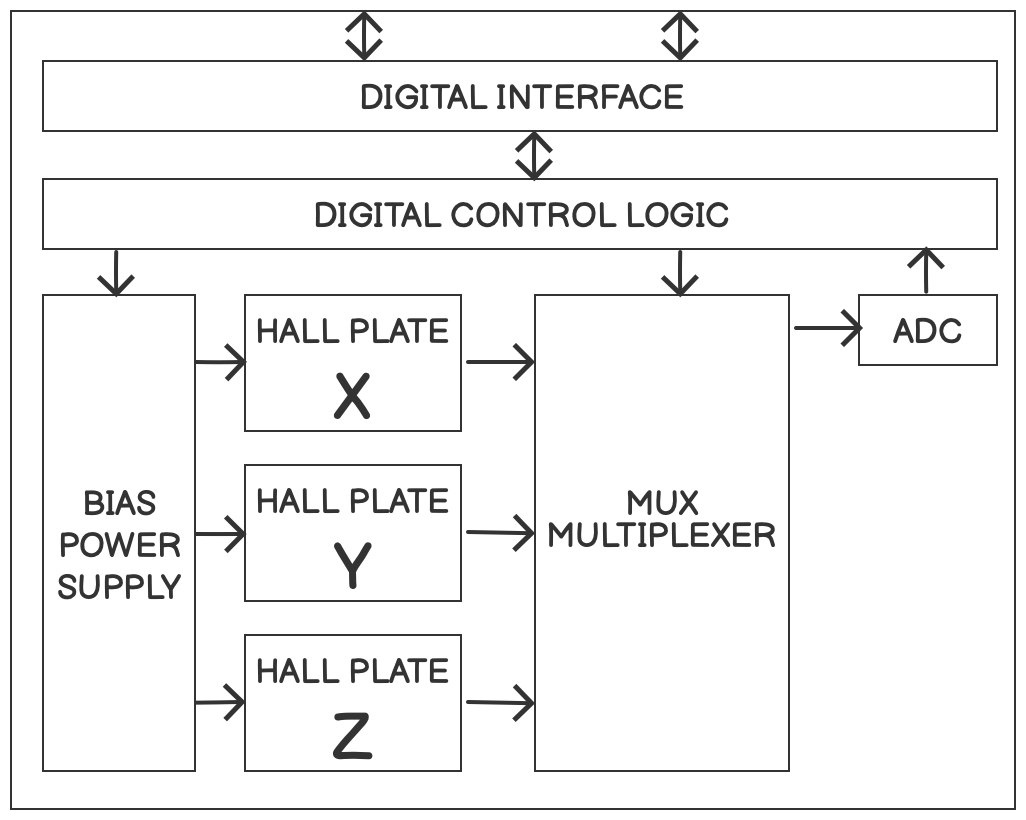 DIGITAL INTERFACE
DIGITAL CONTROL LOGIC
HALL PLATE
X
ADC
BIAS
POWER
SUPPLY
HALL PLATE
Y
MUX
MULTIPLEXER
HALL PLATE
Z